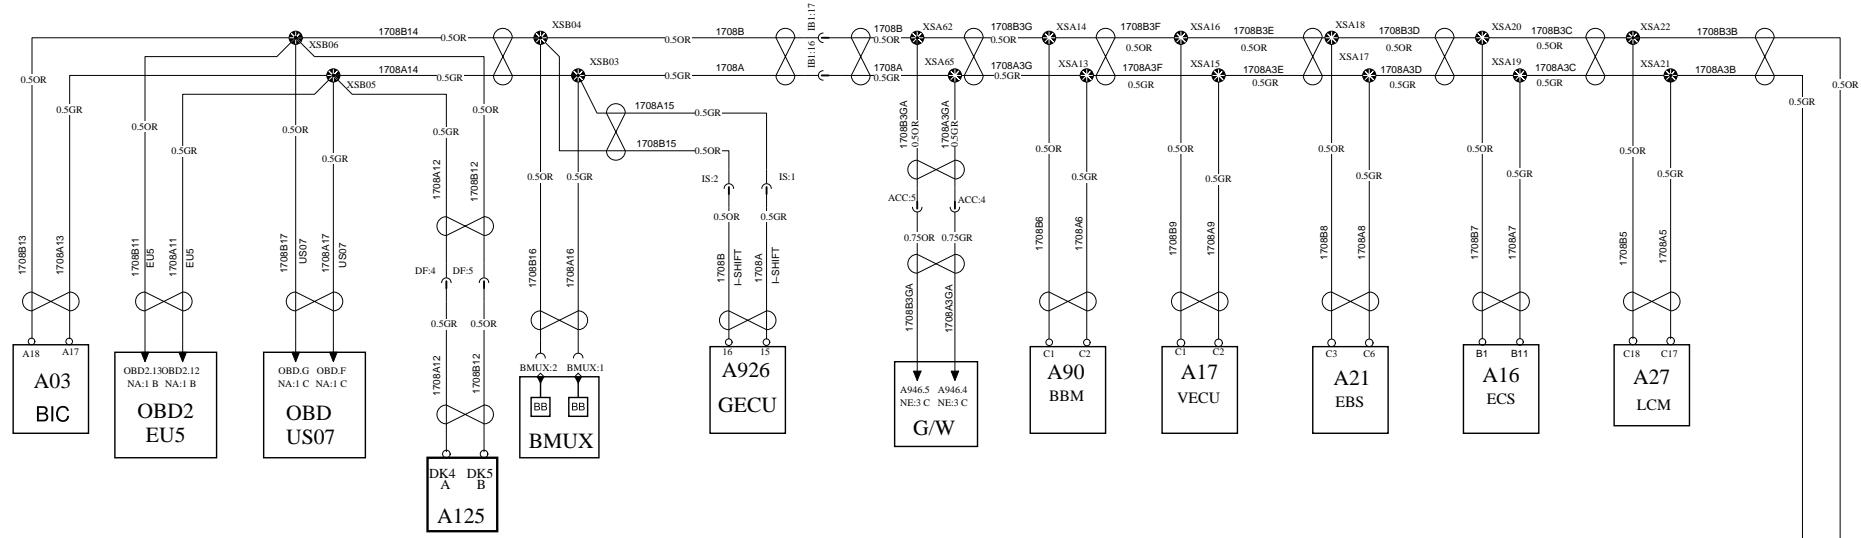 1708B14
0.5OR
XSB06
XSB04
0.5OR
1708B
IB1:17
1708B
0.5OR
XSA62
1708B3G
0.5OR
XSA14
1708B3F
0.5OR
XSA16
1708B3E
0.5OR
XSA18
1708B3D
0.5OR
XSA20
1708B3C
0.5OR
XSA22
1708B3B
0.5OR
1708A13
0.5OR
0.5GR
1708A14
0.5GR
XSB05
XSB03
0.5GR
1708A
IB1:16
1708A
0.5GR
XSA65
1708A3G
0.5GR
XSA13
1708A3F
0.5GR
XSA15
1708A3E
0.5GR
XSA17
1708A3D
0.5GR
XSA19
1708A3C
0.5GR
XSA21
1708A3B
0.5GR
1708A15
0.5GR
1708B15
0.5OR
0.5OR
0.5GR
0.5OR
0.5GR
0.5GR
0.5OR
1708A12
1708B12
0.5OR
0.5GR
IS:2
IS:1
0.5OR
0.5GR
1708B3GA
0.5OR
1708A3GA
0.5GR
ACC:5
ACC:4
0.75OR
0.75GR
0.5OR
0.5GR
0.5OR
0.5GR
0.5OR
0.5GR
0.5OR
0.5GR
0.5OR
0.5GR
1708B13
1708B11
EU5
1708A11
EU5
1708B17
US07
1708A17
US07
DF:4
DF:5
1708B16
1708A16
1708B
I-SHIFT
1708A
I-SHIFT
1708B3GA
1708A3GA
1708B6
1708A6
1708B9
1708A9
1708B8
1708A8
1708B7
1708A7
1708B5
1708A5
0.5GR
0.5OR
1708A12
1708B12
A18
A17
A03
BIC
OBD2.13
OBD2.12
NA:1 B
NA:1 B
OBD2
EU5
OBD.G
OBD.F
NA:1 C
NA:1 C
OBD
US07
DK4
A
DK5
B
A125
BMUX:2
BMUX:1
BB
BB
BMUX
16
15
A926
GECU
A946.5
A946.4
NE:3 C
NE:3 C
G/W
C1
C2
A90
BBM
C1
C2
A17
VECU
C3
C6
A21
EBS
B1
B11
A16
ECS
C18
C17
A27
LCM